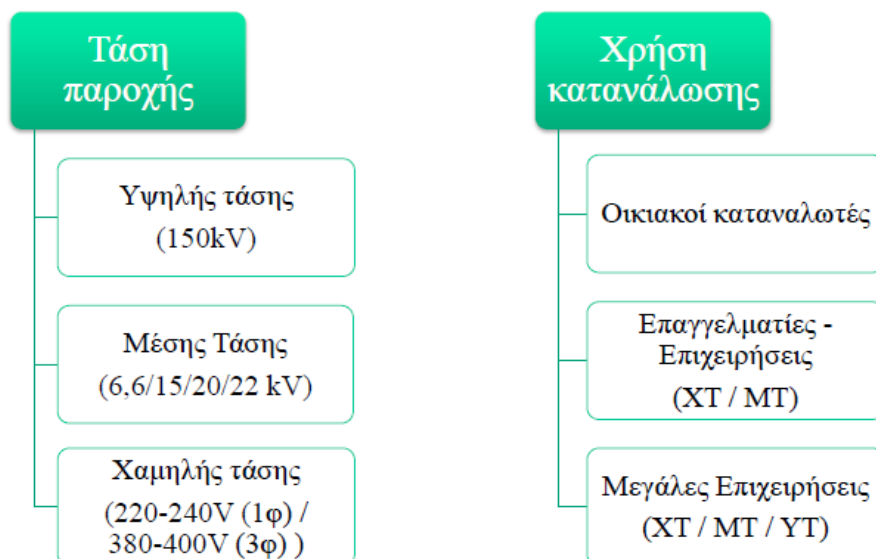 Τάση
παροχής
Υψηλής τάσης
(150kV)
Μέσης Τάσης
(6,6/15/20/22 kV)
Χαμηλής τάσης
(220-240V (1φ) /
380-400V (3φ) )
Χρήση
κατανάλωσης
Οικιακοί καταναλωτές
Επαγγελματίες -
Επιχειρήσεις
(ΧΤ / ΜΤ)
Μεγάλες Επιχειρήσεις
(ΧΤ / ΜΤ / ΥΤ)